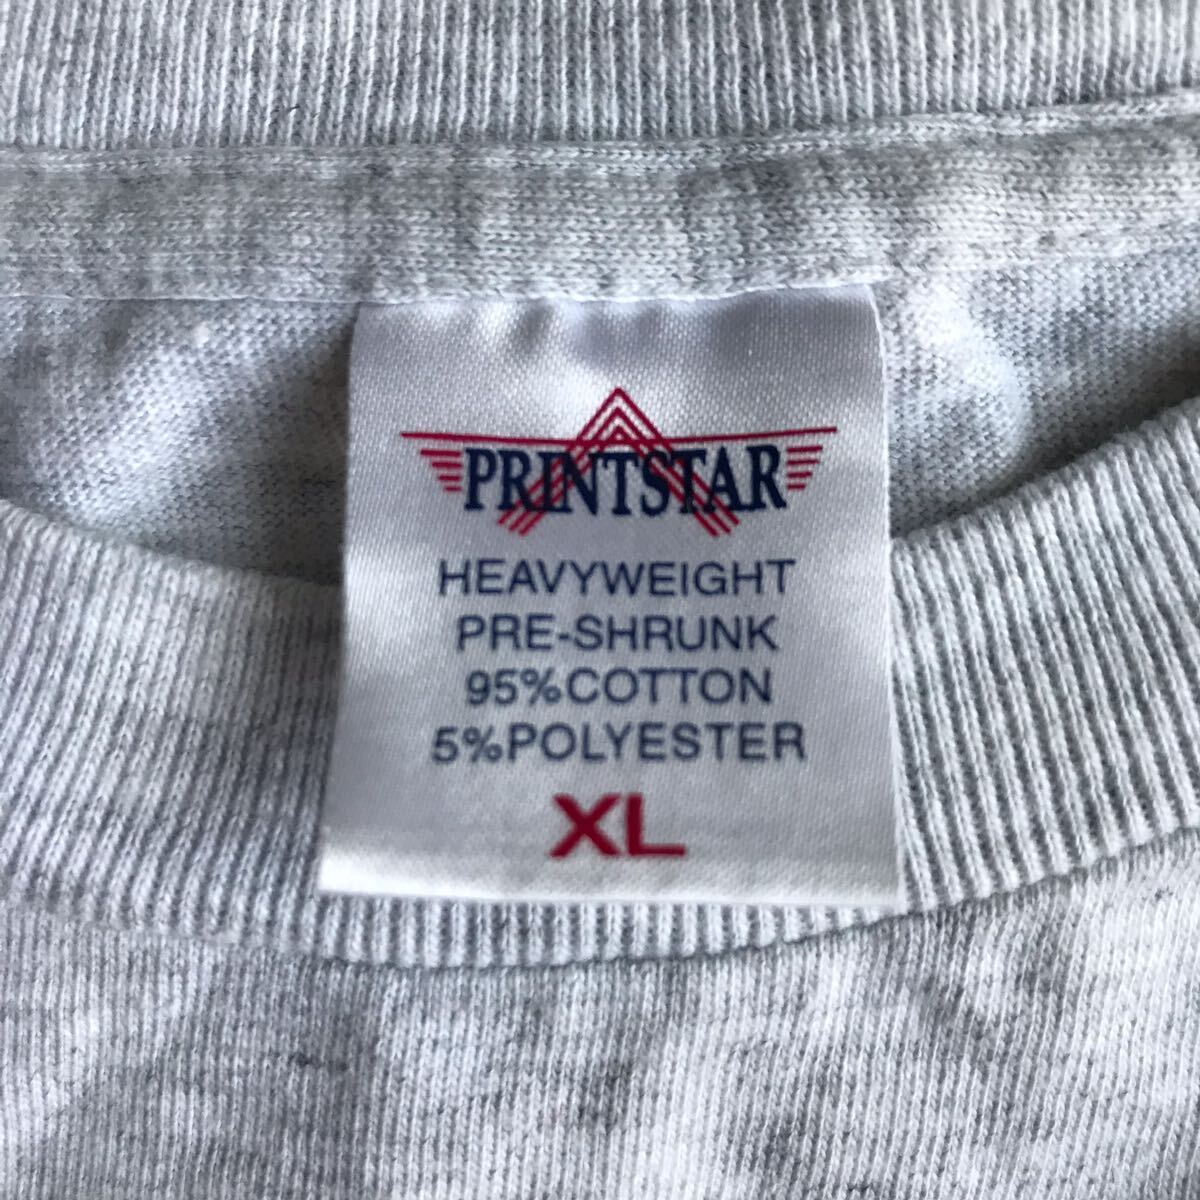 PRINTSTAR
HEAVYWEIGHT
PRE-SHRUNK
95%COTTON
5%POLYESTER
XL